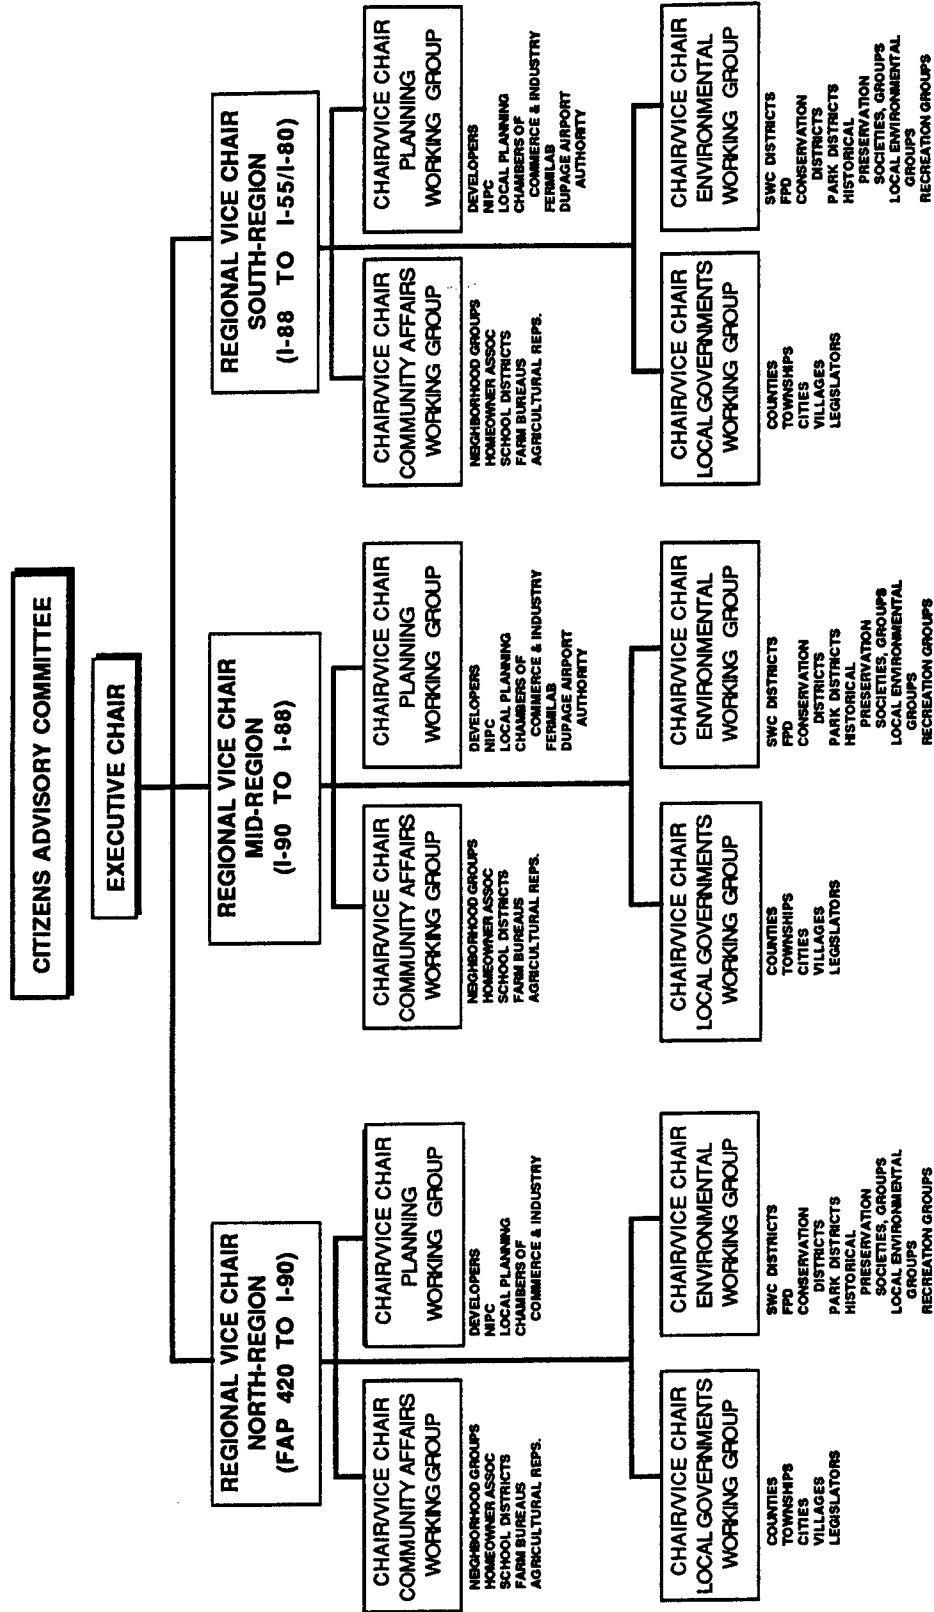 CITIZENS ADVISORY COMMITTEE
EXECUTIVE CHAIR
REGIONAL VICE CHAIR
NORTH-REGION
(FAP 420 TO I-90)
CHAIR/VICE CHAIR
COMMUNITY AFFAIRS
WORKING GROUP
NEIGHBORHOOD GROUPS
HOMEOWNER ASSOC
SCHOOL DISTRICTS
FARM BUREAUS
AGRICULTURAL REPS.
CHAIR/VICE CHAIR
PLANNING
WORKING GROUP
DEVELOPERS
NIPC
LOCAL PLANNING
CHAMBERS OF
COMMERCE & INDUSTRY
CHAIR/VICE CHAIR
LOCAL GOVERNMENTS
WORKING GROUP
COUNTIES
TOWNSHIPS
CITIES
VILLAGES
LEGISLATORS
CHAIR/VICE CHAIR
ENVIRONMENTAL
WORKING GROUP
SWC DISTRICTS
FPD
CONSERVATION
DISTRICTS
PARK DISTRICTS
HISTORICAL
PRESERVATION
SOCIETIES, GROUPS
LOCAL ENVIRONMENTAL
GROUPS
RECREATION GROUPS
REGIONAL VICE CHAIR
MID-REGION
(I-90 TO I-88)
CHAIR/VICE CHAIR
COMMUNITY AFFAIRS
WORKING GROUP
NEIGHBORHOOD GROUPS
HOMEOWNER ASSOC
SCHOOL DISTRICTS
FARM BUREAUS
AGRICULTURAL REPS.
CHAIR/VICE CHAIR
PLANNING
WORKING GROUP
DEVELOPERS
NIPC
LOCAL PLANNING
CHAMBERS OF
COMMERCE & INDUSTRY
FERMILAB
DUPAGE AIRPORT
AUTHORITY
CHAIR/VICE CHAIR
LOCAL GOVERNMENTS
WORKING GROUP
COUNTIES
TOWNSHIPS
CITIES
VILLAGES
LEGISLATORS
CHAIR/VICE CHAIR
ENVIRONMENTAL
WORKING GROUP
SWC DISTRICTS
FPD
CONSERVATION
DISTRICTS
PARK DISTRICTS
HISTORICAL
PRESERVATION
SOCIETIES, GROUPS
LOCAL ENVIRONMENTAL
GROUPS
RECREATION GROUPS
REGIONAL VICE CHAIR
SOUTH-REGION
(I-88 TO I-55/I-80)
CHAIR/VICE CHAIR
COMMUNITY AFFAIRS
WORKING GROUP
NEIGHBORHOOD GROUPS
HOMEOWNER ASSOC
SCHOOL DISTRICTS
FARM BUREAUS
AGRICULTURAL REPS.
CHAIR/VICE CHAIR
PLANNING
WORKING GROUP
DEVELOPERS
NIPC
LOCAL PLANNING
CHAMBERS OF
COMMERCE & INDUSTRY
FERMILAB
DUPAGE AIRPORT
AUTHORITY
CHAIR/VICE CHAIR
LOCAL GOVERNMENTS
WORKING GROUP
COUNTIES
TOWNSHIPS
CITIES
VILLAGES
LEGISLATORS
CHAIR/VICE CHAIR
ENVIRONMENTAL
WORKING GROUP
SWC DISTRICTS
FPD
CONSERVATION
DISTRICTS
PARK DISTRICTS
HISTORICAL
PRESERVATION
SOCIETIES, GROUPS
LOCAL ENVIRONMENTAL
GROUPS
RECREATION GROUPS